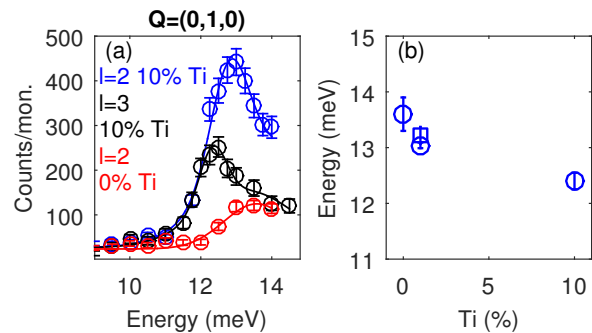 Q=(0,1,0)
(a)
I=2 10% Ti
I=3
10% Ti
I=2
0% Ti
500
400
300
200
100
10
12
14
Energy (meV)
Counts/mon.
(b)
15
14
13
12
11
0
5
10
Ti (%)
Energy (meV)